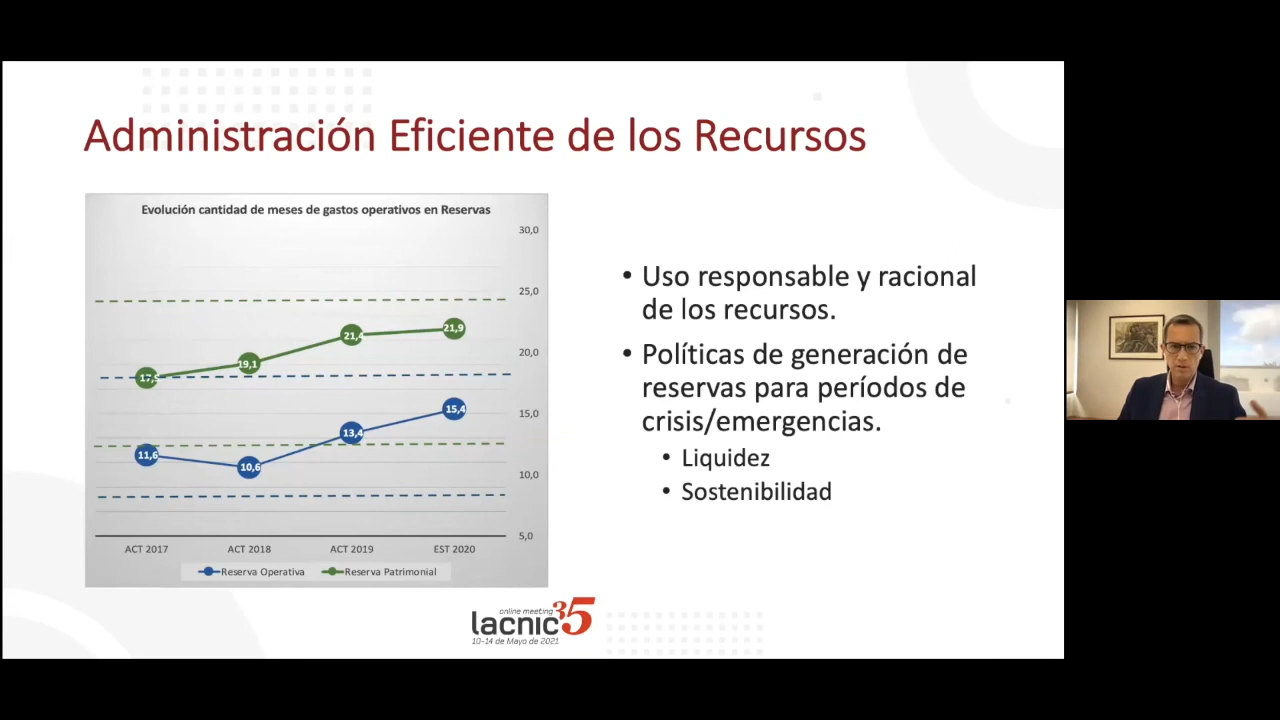 Administración Eficiente de los Recursos
Evolución cantidad de meses de gastos operativos en Reservas
30,0
25,0
20,0
15,0
10,0
5,0
17,9
19,1
21,4
21,9
11,6
10,6
13,4
15,4
ACT 2017
ACT 2018
ACT 2019
EST 2020
Reserva Operativa
Reserva Patrimonial
• Uso responsable y racional
de los recursos.
• Políticas de generación de
reservas para períodos de
crisis/emergencias.
• Liquidez
• Sostenibilidad
online meeting
lacnic35
10-14 de Mayo de 2021